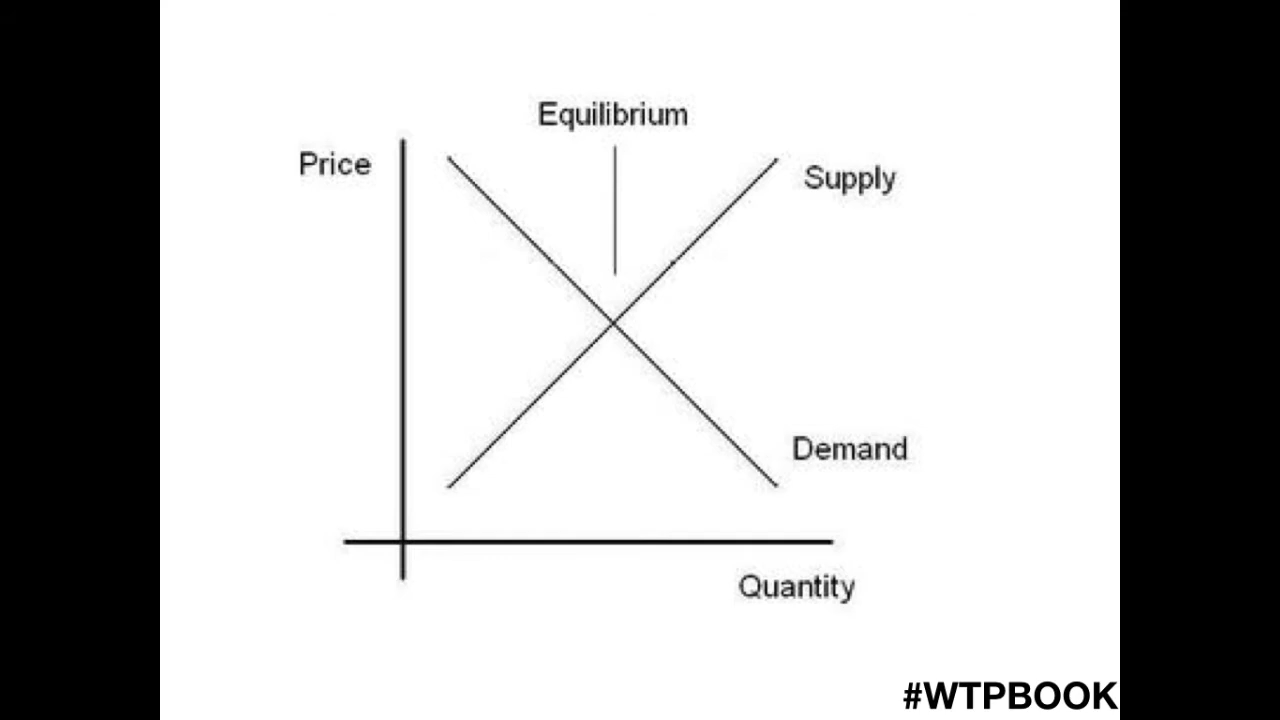 Equilibrium
Price
Supply
Demand
Quantity
#WTPBOOK